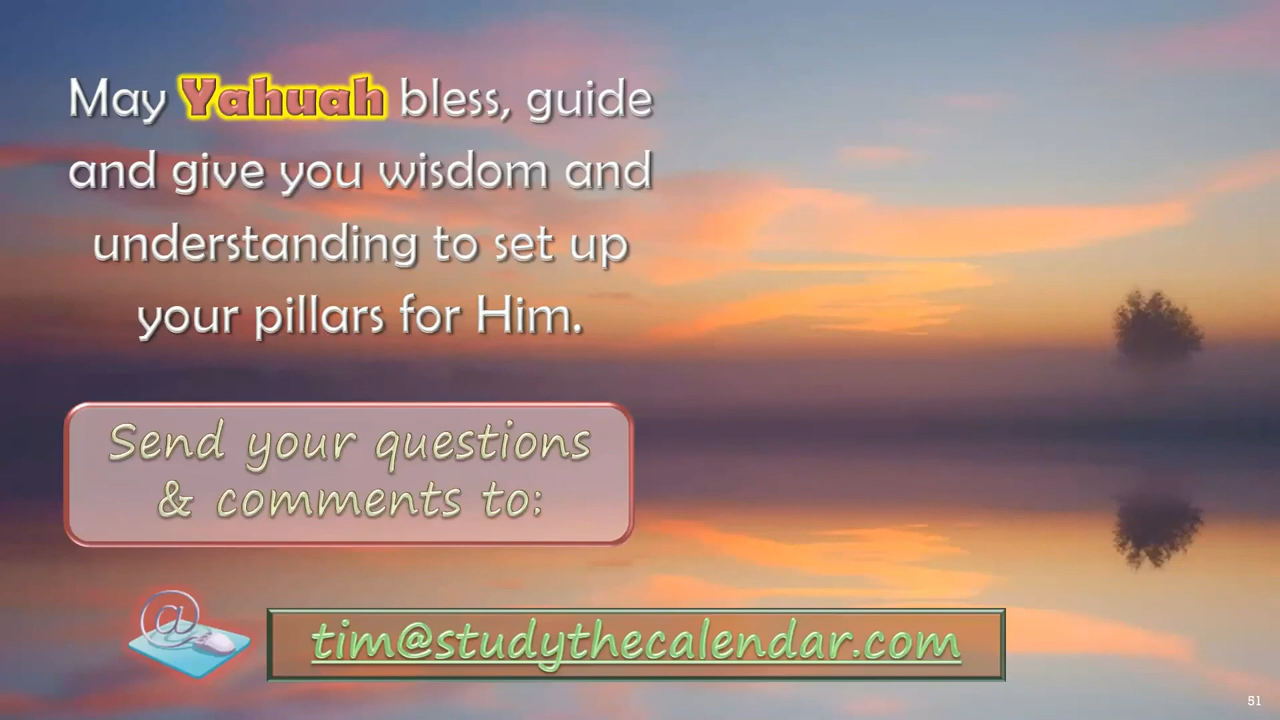 May Yahuah bless, guide
and give you wisdom and
understanding to set up
your pillars for Him.
Send your questions
& comments to:
@
tim@studythecalendar.com
51